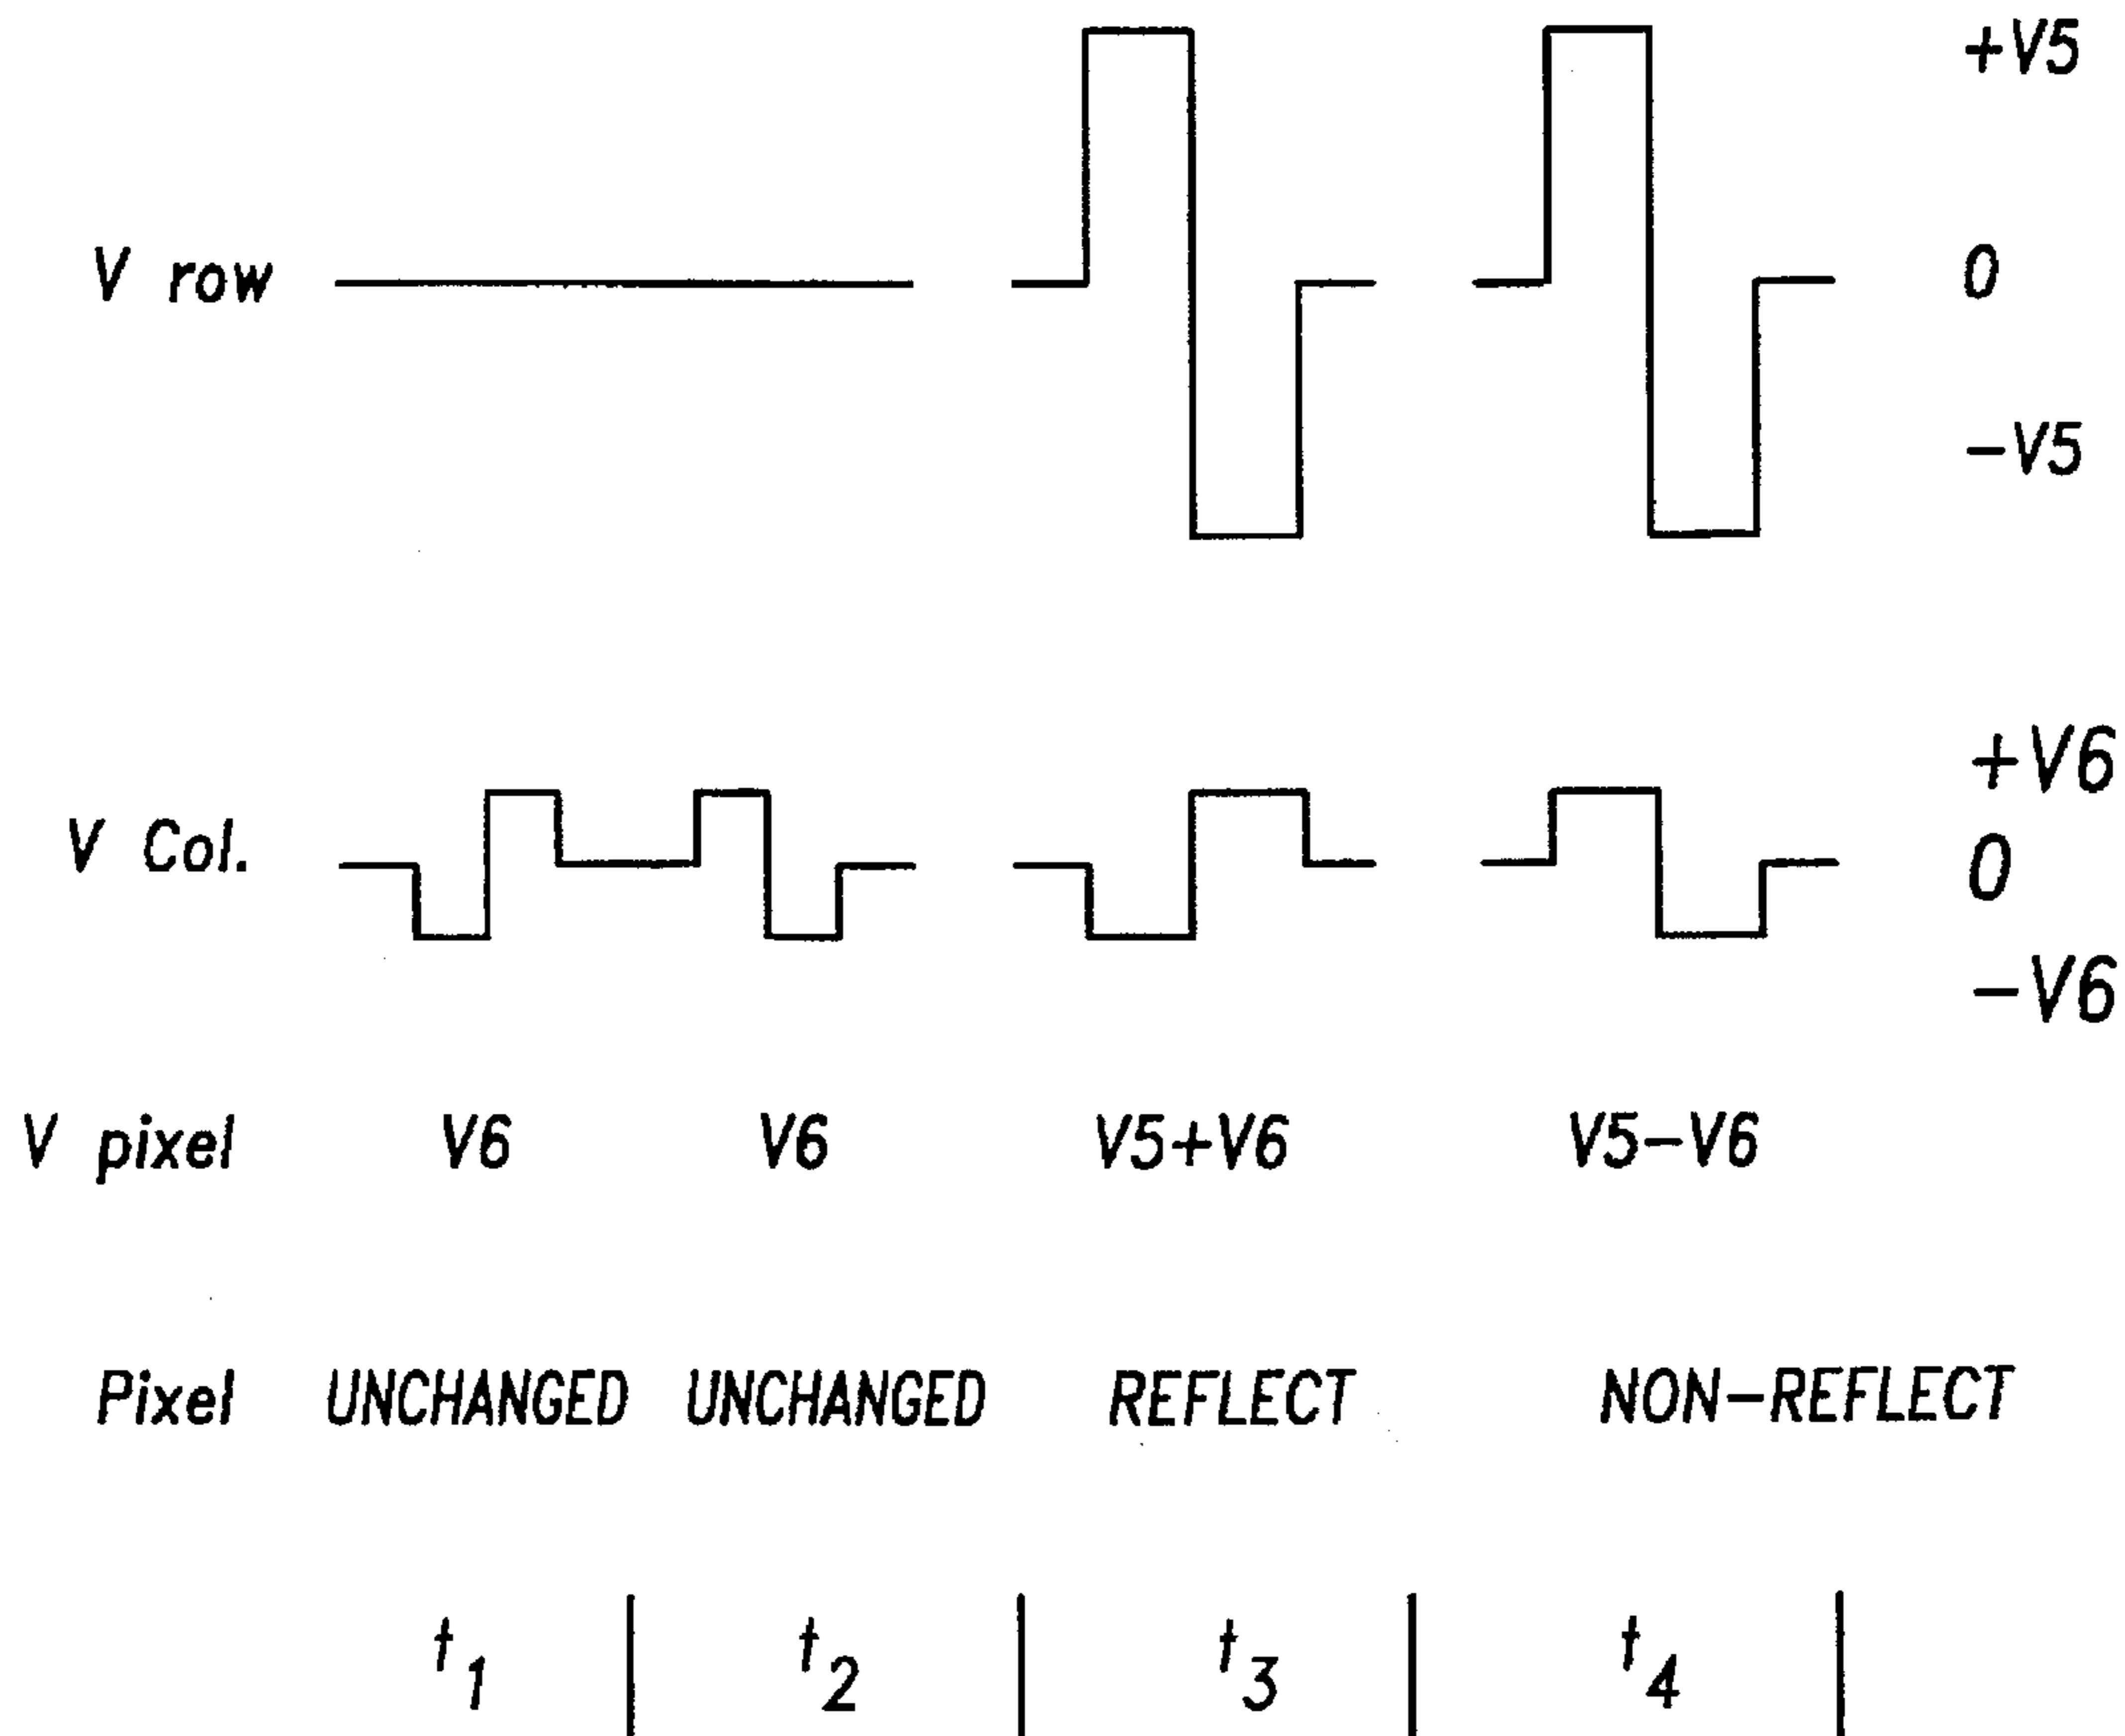 +V5
V row 0
-V5
+V6
V Col. 0
-V6
V pixel V6 V6 V5+V6 V5-V6
Pixel UNCHANGED UNCHANGED REFLECT NON-REFLECT
t1 t2 t3 t4